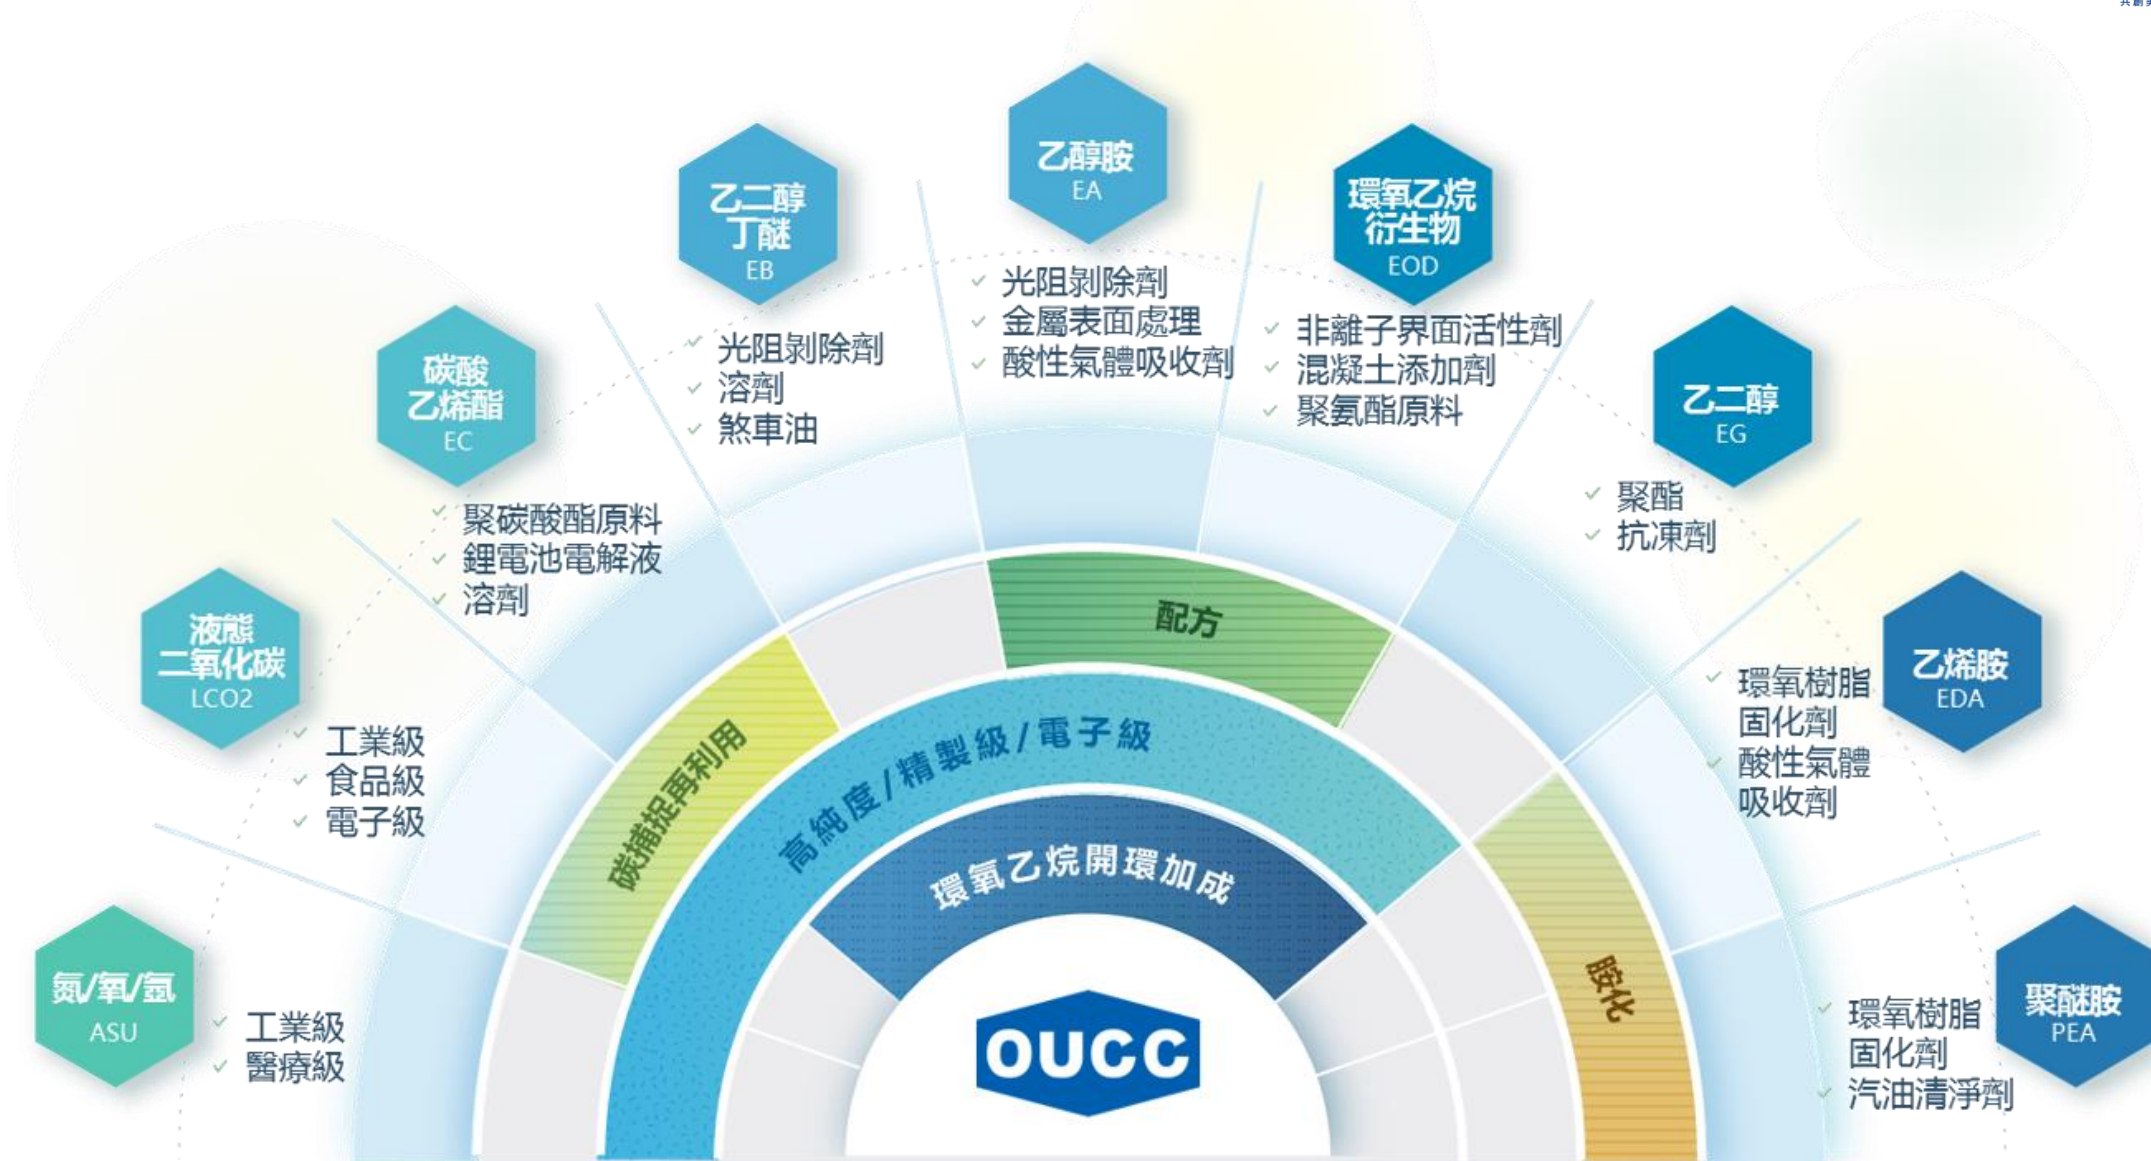 乙醇胺
EA
光阻剝除劑
金屬表面處理
酸性氣體吸收劑
乙二醇
丁醚
EB
光阻剝除劑
溶劑
煞車油
環氧乙烷
衍生物
EOD
非離子界面活性劑
混凝土添加劑
聚氨酯原料
碳酸
乙烯酯
EC
聚碳酸酯原料
鋰電池電解液
溶劑
乙二醇
EG
聚酯
抗凍劑
液態
二氧化碳
LCO2
工業級
食品級
電子級
乙烯胺
EDA
環氧樹脂
固化劑
酸性氣體
吸收劑
氮/氧/氬
ASU
工業級
醫療級
聚醚胺
PEA
環氧樹脂
固化劑
汽油清淨劑
配方
碳捕捉再利用
胺化
高純度/精製級/電子級
環氧乙烷開環加成
OUCC